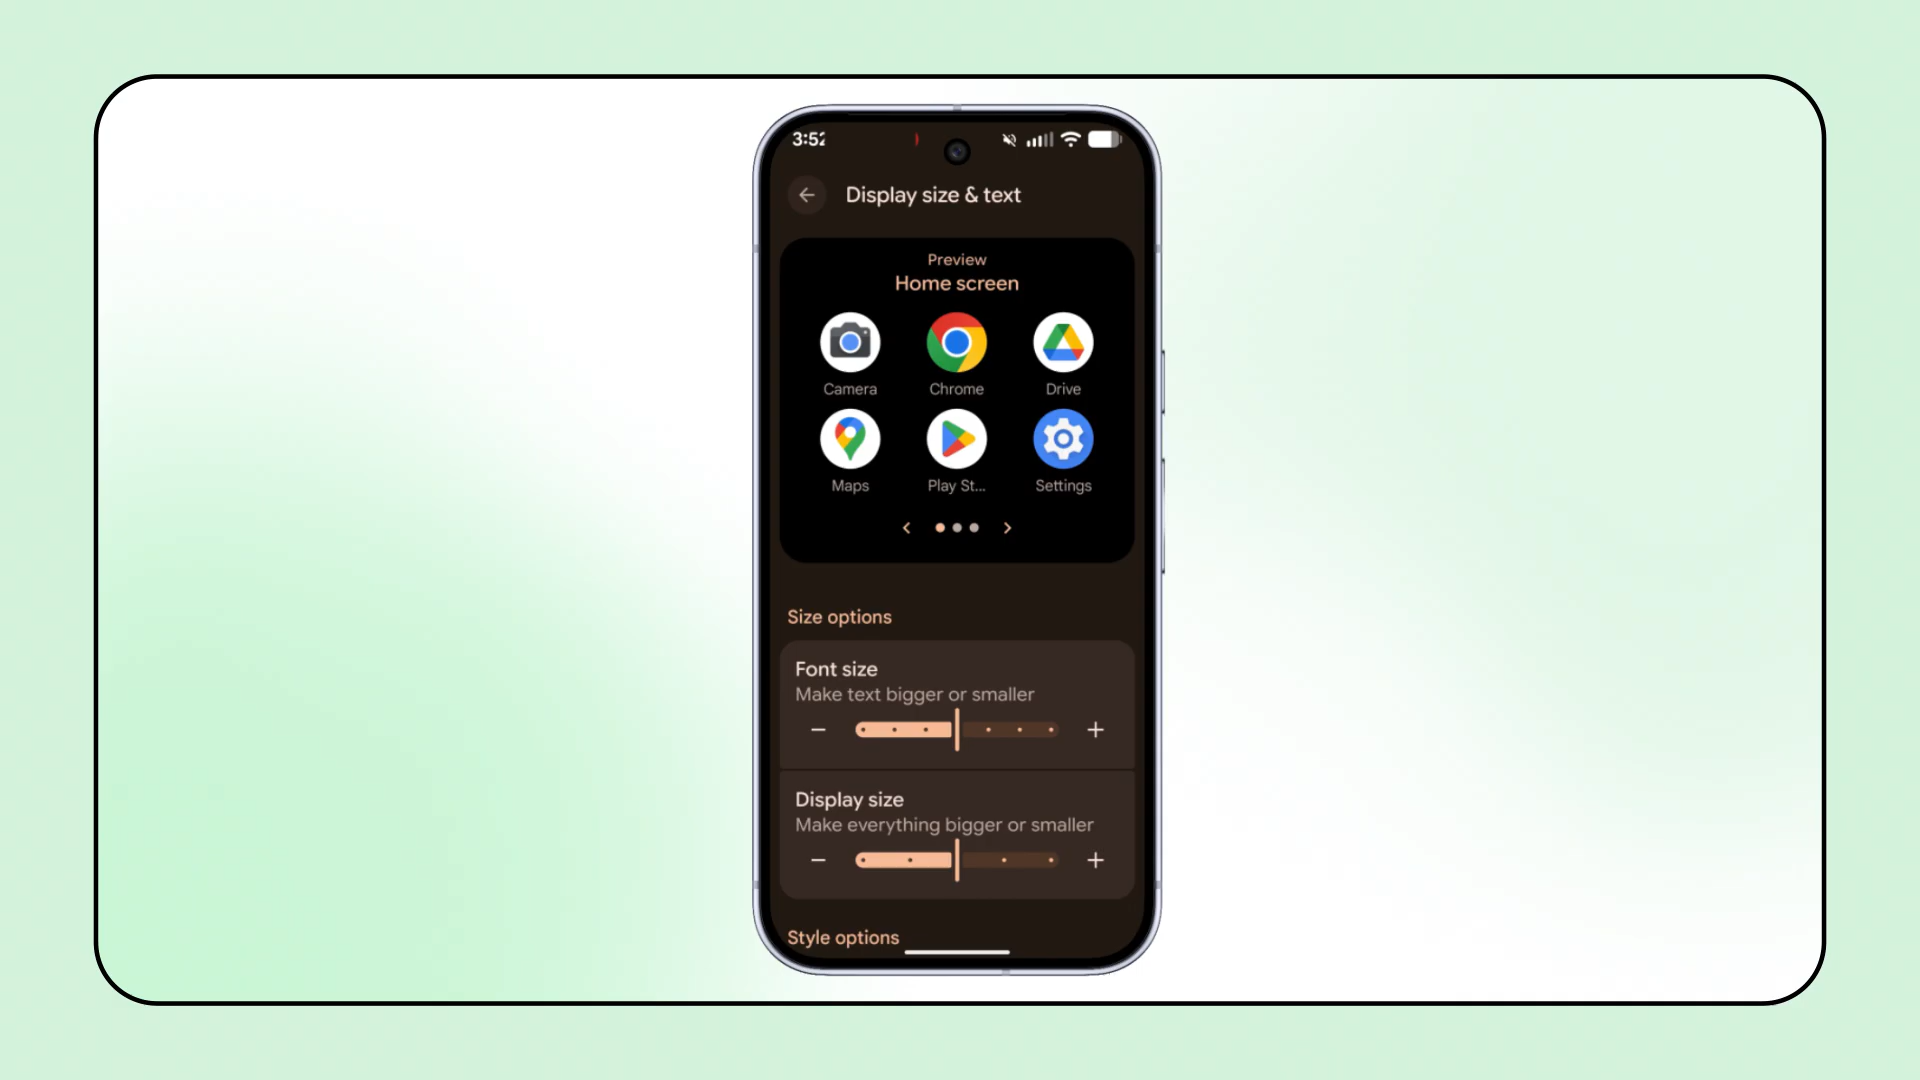 3:52
Display size & text
Preview
Home screen
Camera
Chrome
Drive
Maps
Play St...
Settings
Size options
Font size
Make text bigger or smaller
Display size
Make everything bigger or smaller
Style options